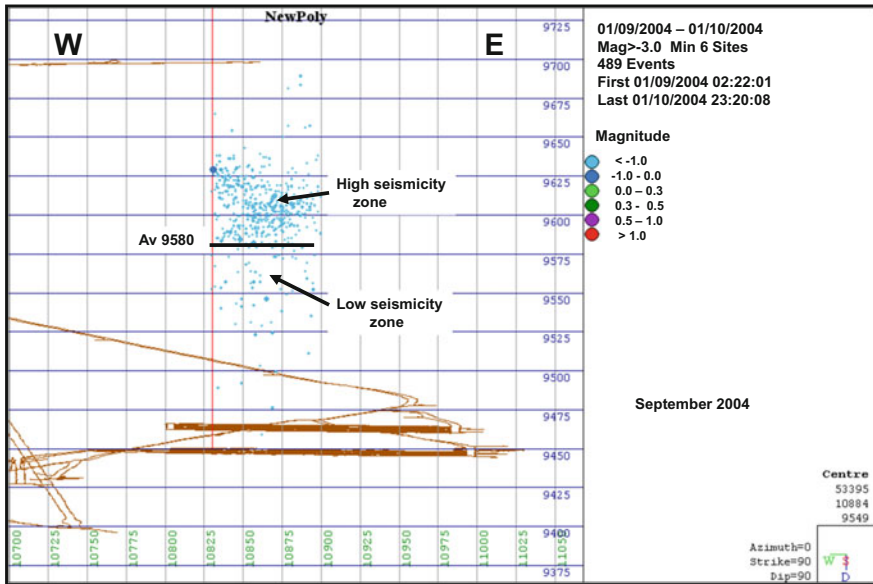 NewPoly
W
E
01/09/2004 – 01/10/2004
Mag>-3.0 Min 6 Sites
489 Events
First 01/09/2004 02:22:01
Last 01/10/2004 23:20:08
Magnitude
< -1.0
-1.0 - 0.0
0.0 – 0.3
0.3 - 0.5
0.5 – 1.0
> 1.0
9725
9700
9675
9650
9625
9600
9575
9550
9525
9500
9475
9450
9425
9400
9375
High seismicity
zone
Av 9580
Low seismicity
zone
September 2004
10700
10725
10750
10775
10800
10825
10850
10875
10900
10925
10950
10975
11000
11025
11050
Centre
53395
10884
9549
Azimuth=0
Strike=90
Dip=90
W S
D